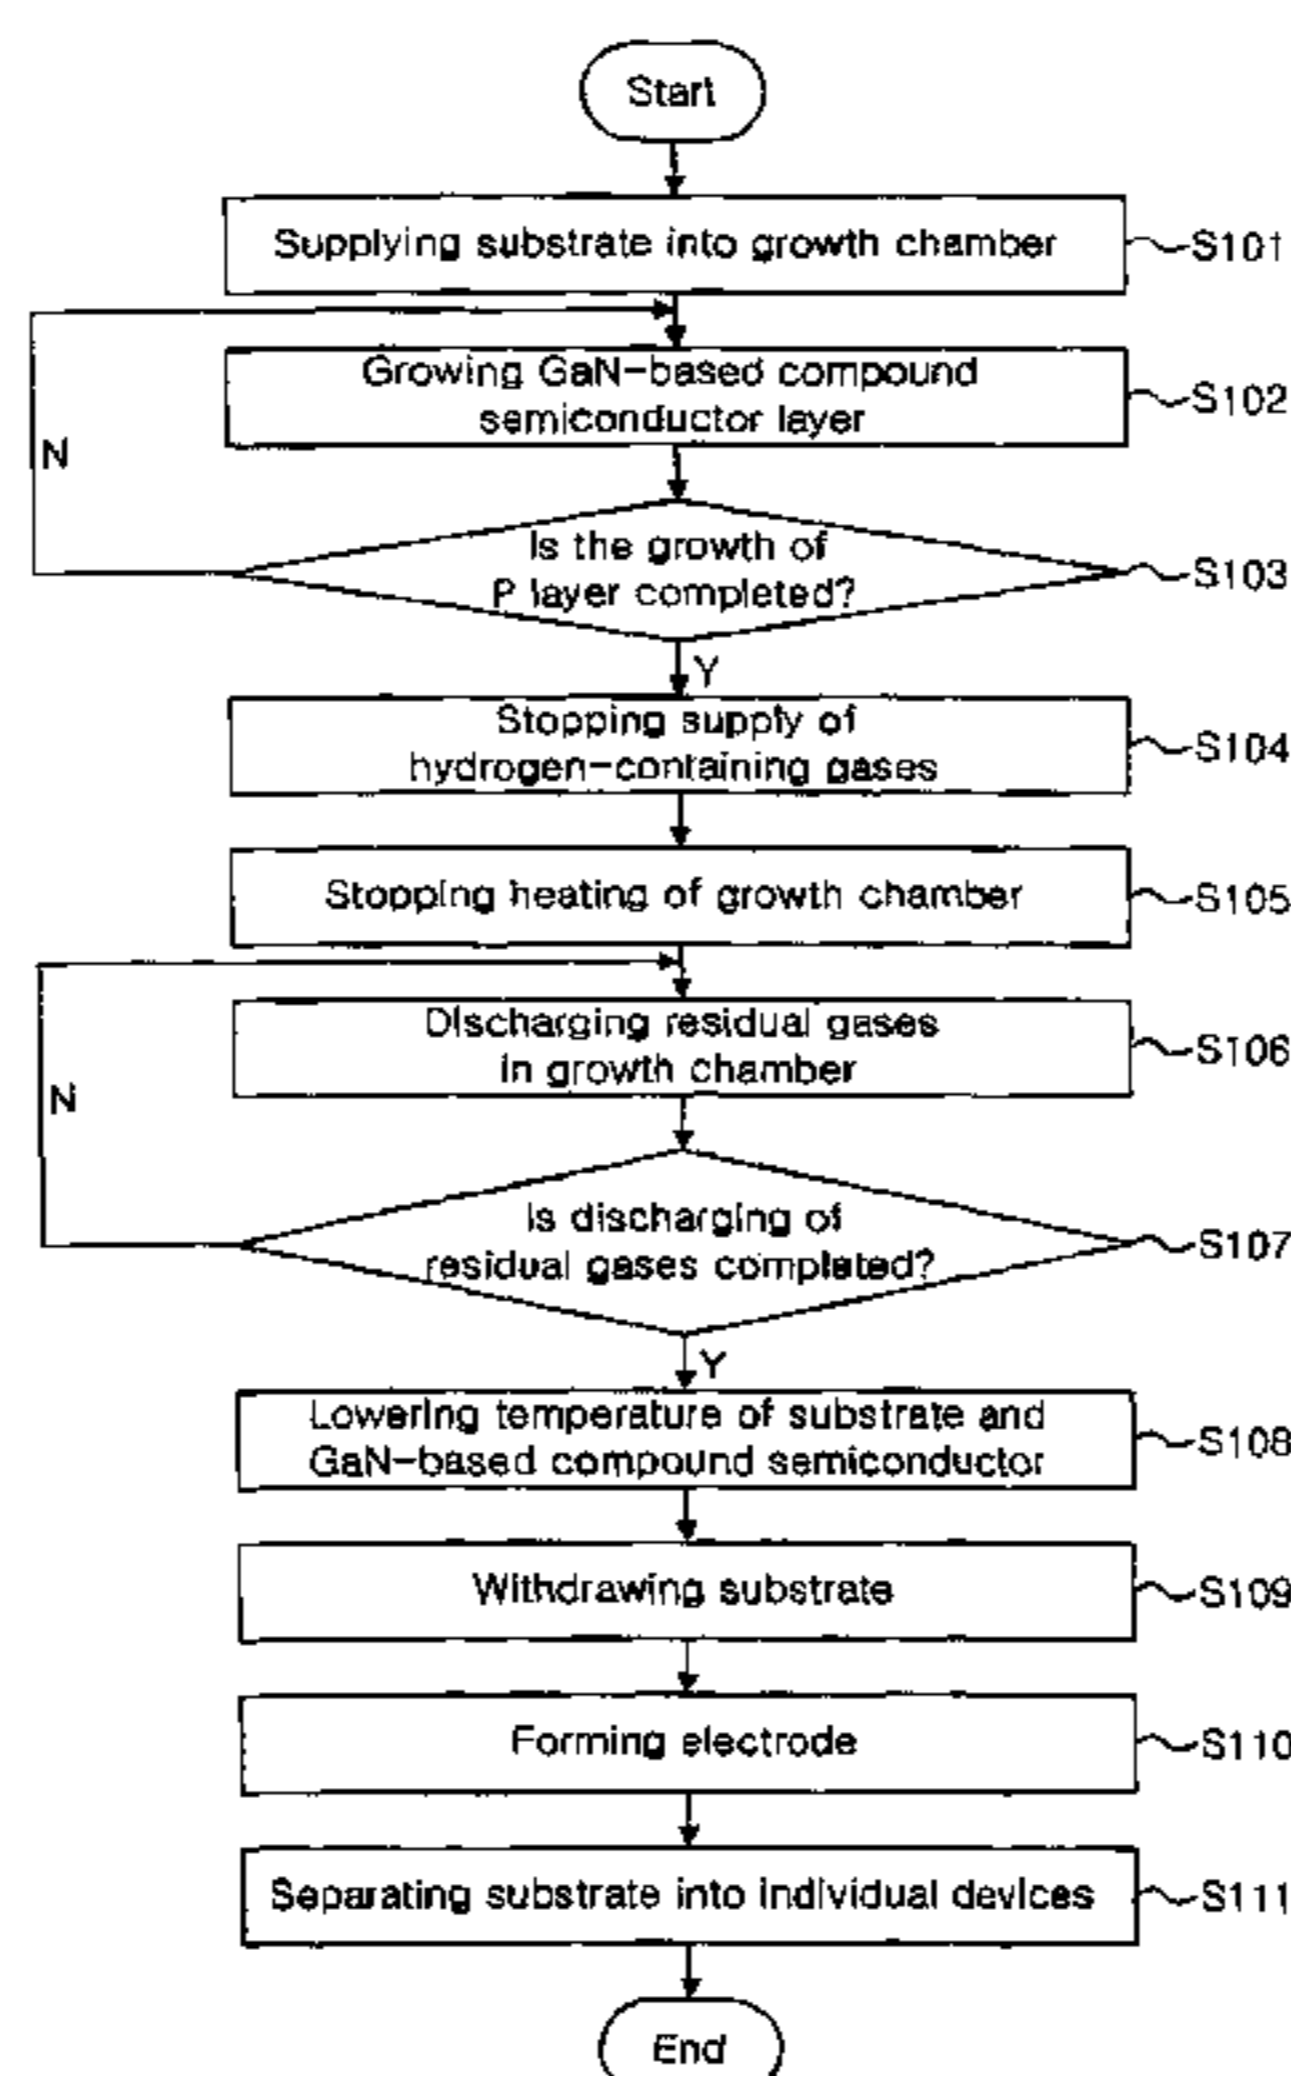 Start
Supplying substrate into growth chamber
S101
Growing GaN-based compound
semiconductor layer
S102
N
Is the growth of
P layer completed?
S103
Y
Stopping supply of
hydrogen-containing gases
S104
Stopping heating of growth chamber
S105
Discharging residual gases
in growth chamber
S106
N
Is discharging of
residual gases completed?
S107
Y
Lowering temperature of substrate and
GaN-based compound semiconductor
S108
Withdrawing substrate
S109
Forming electrode
S110
Separating substrate into individual devices
S111
End